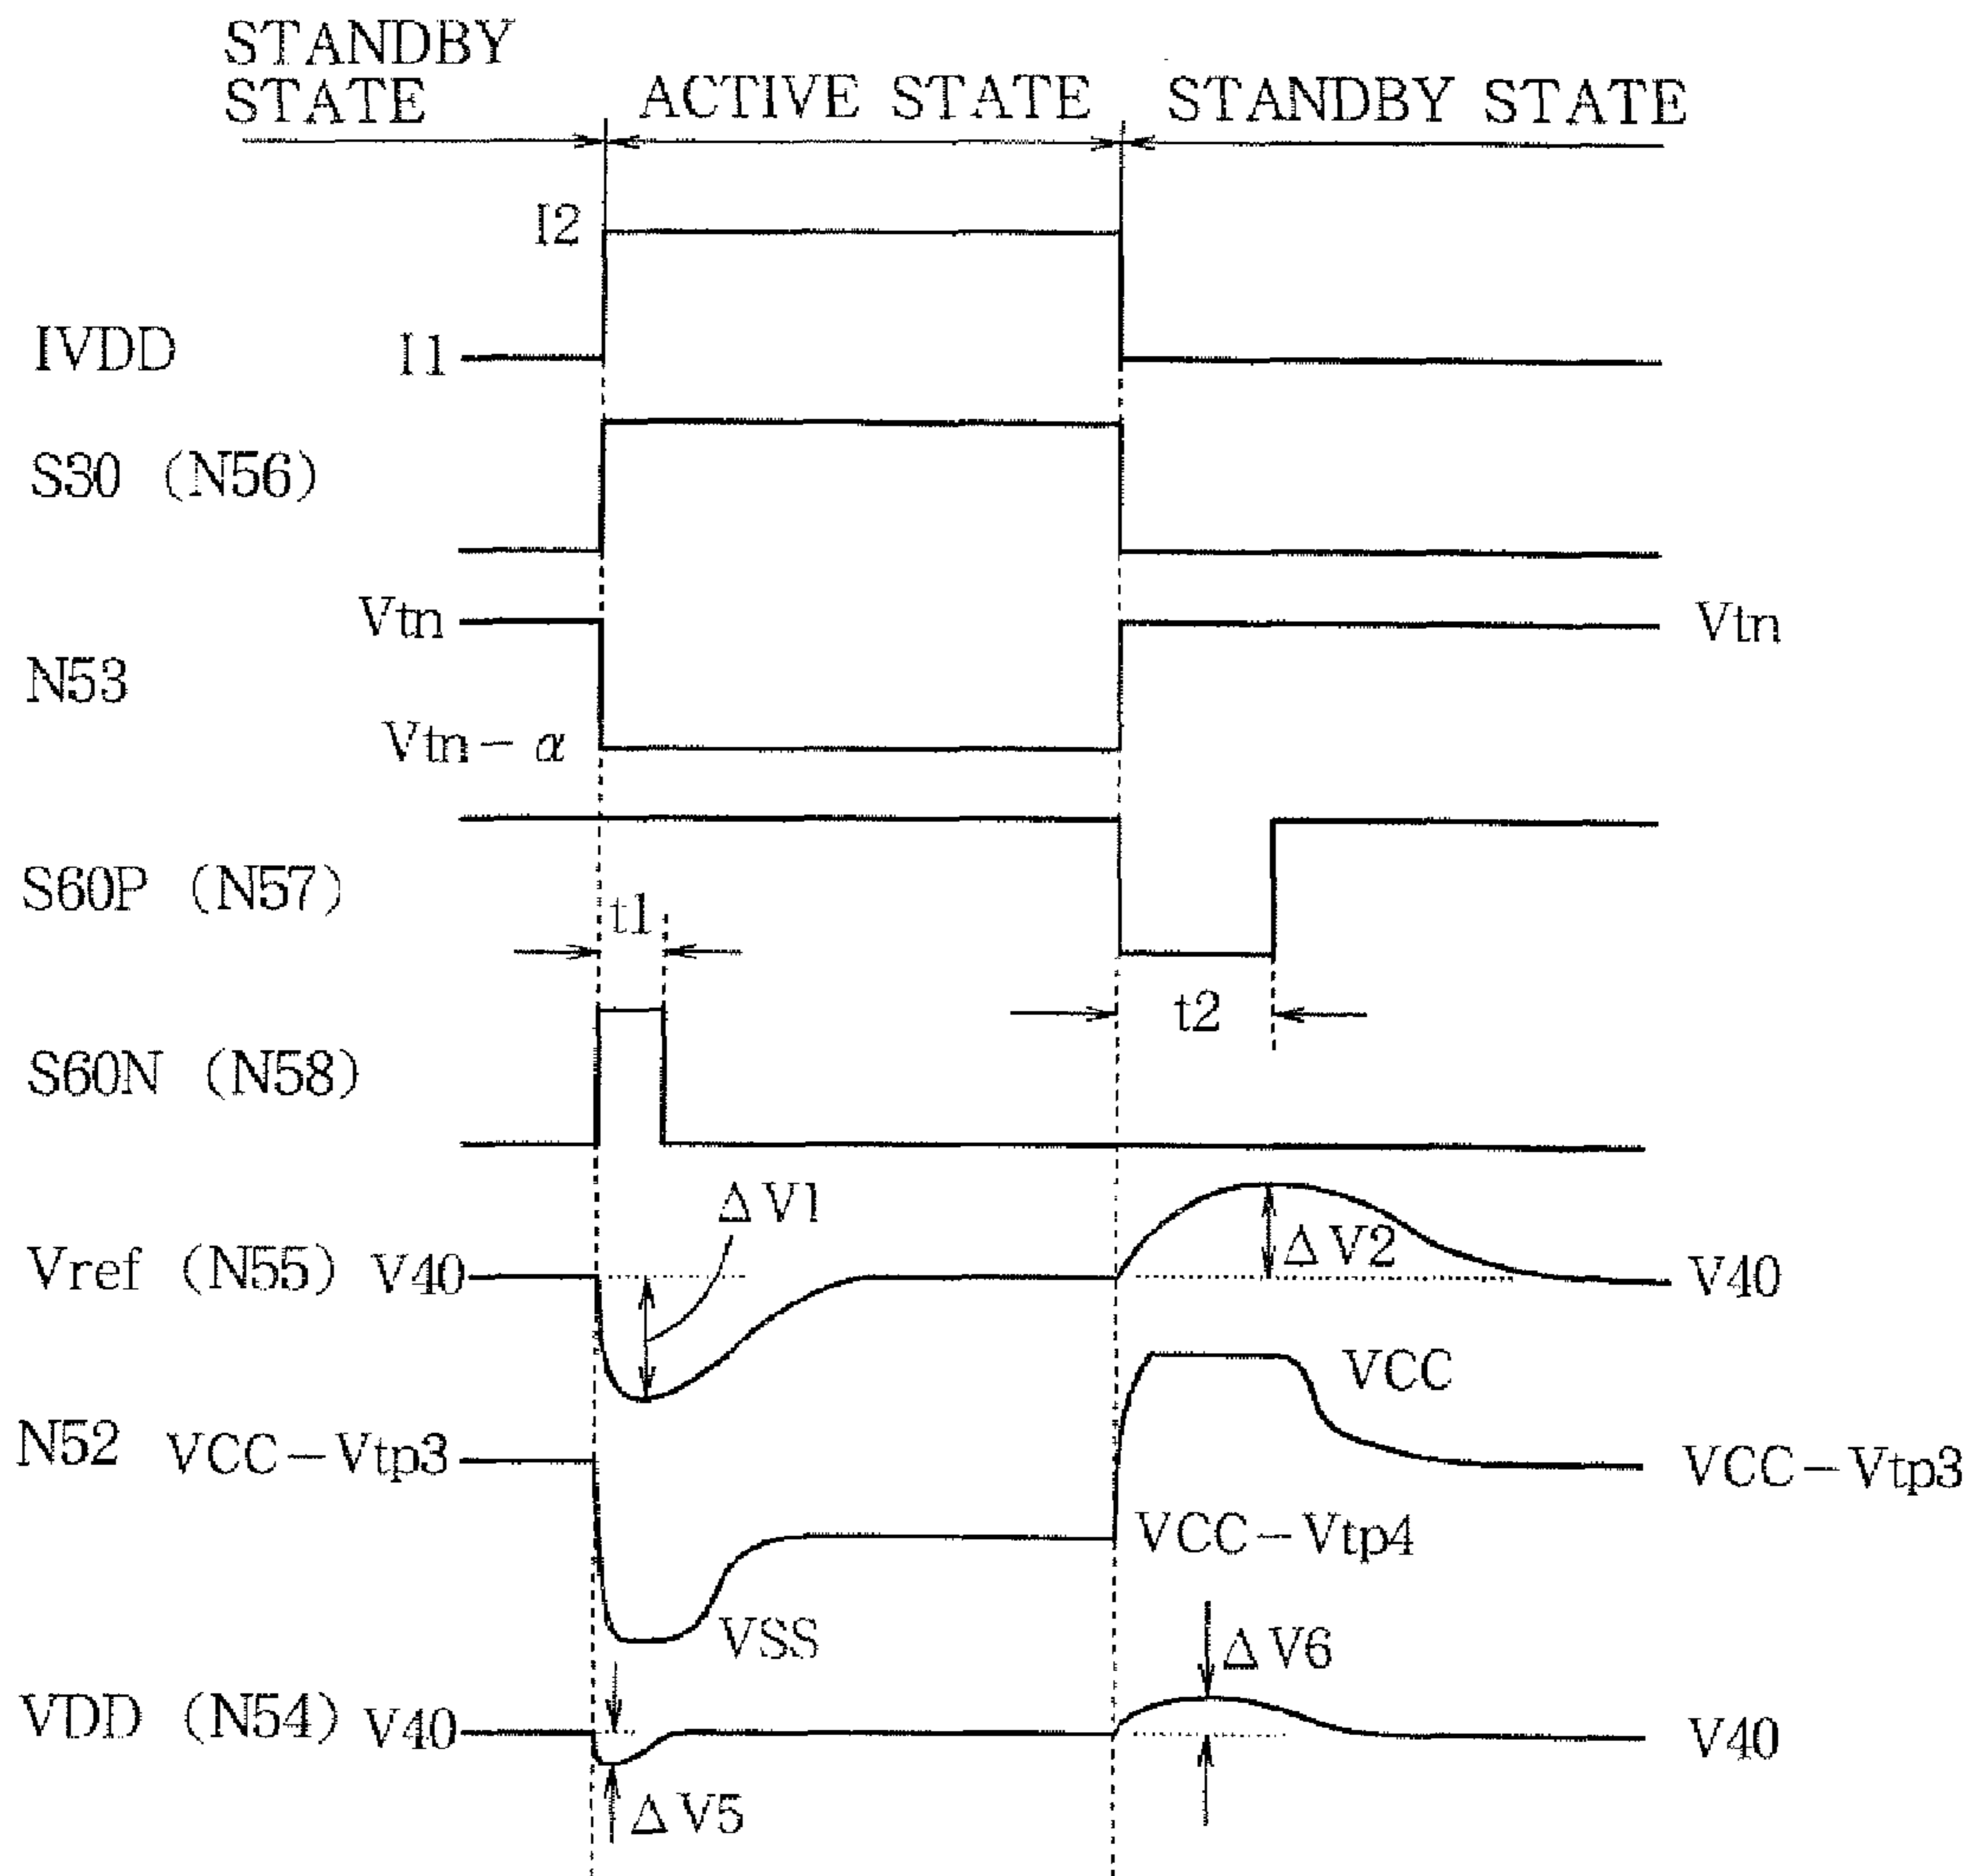 STANDBY
STATE
ACTIVE STATE
STANDBY STATE
I2
IVDD
I1
S30 (N56)
Vtn
Vtn
N53
Vtn-α
S60P (N57)
t1
t2
S60N (N58)
ΔV1
ΔV2
Vref (N55) V40
V40
VCC
N52 VCC-Vtp3
VCC-Vtp3
VCC-Vtp4
VSS
ΔV6
VDD (N54) V40
V40
ΔV5